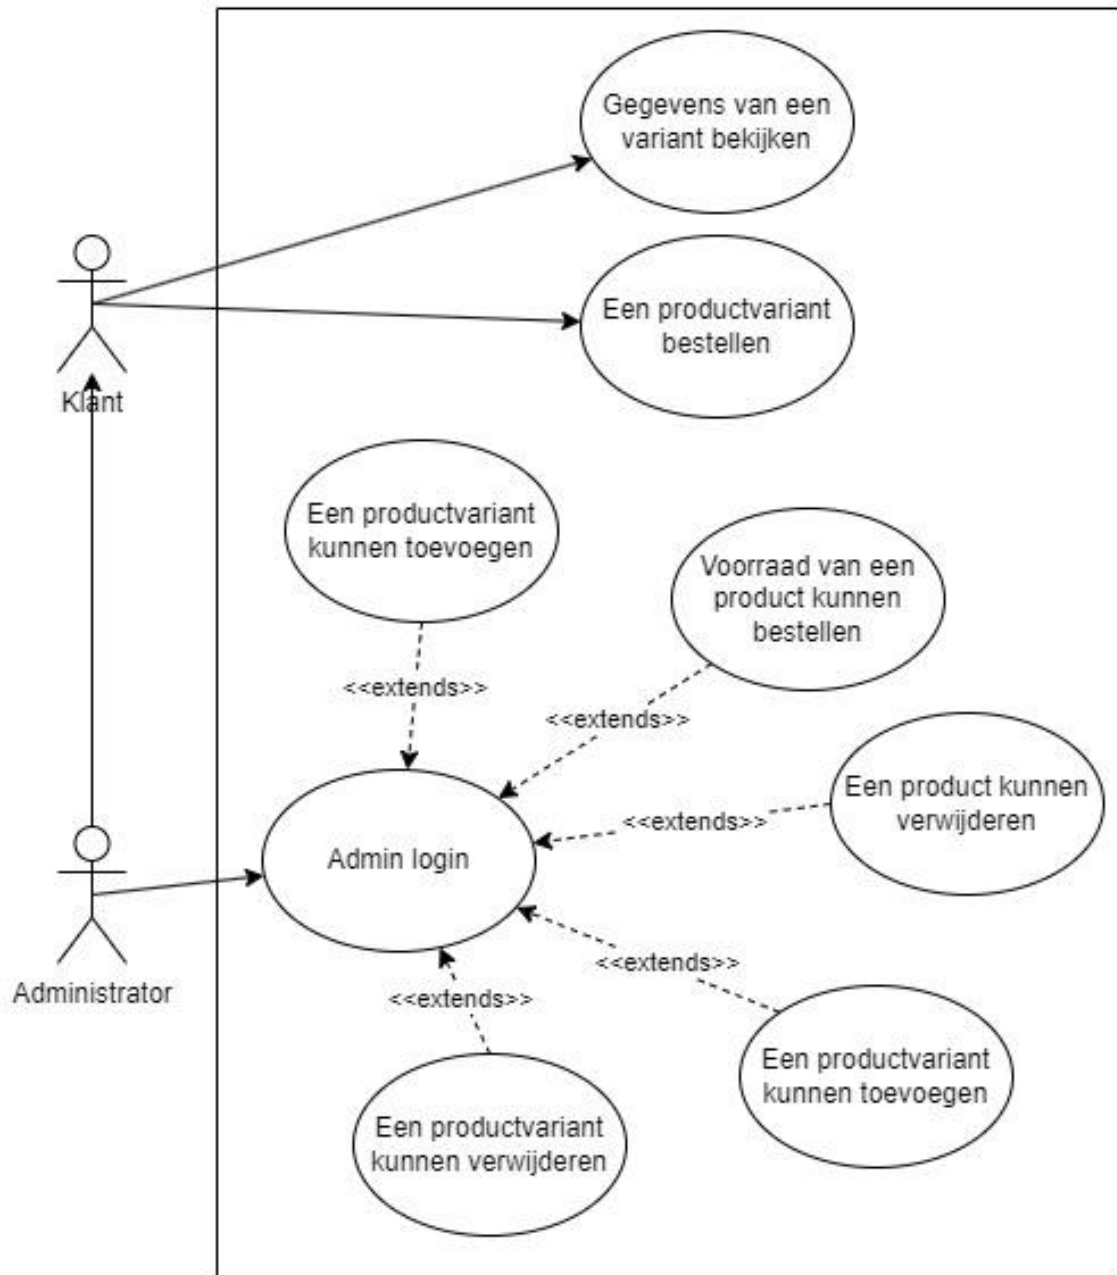 Gegevens van een
variant bekijken
Een productvariant
bestellen
Klant
Een productvariant
kunnen toevoegen
Voorraad van een
product kunnen
bestellen
<<extends>>
<<extends>>
Een product kunnen
verwijderen
<<extends>>
Admin login
Administrator
<<extends>>
<<extends>>
Een productvariant
kunnen toevoegen
Een productvariant
kunnen verwijderen